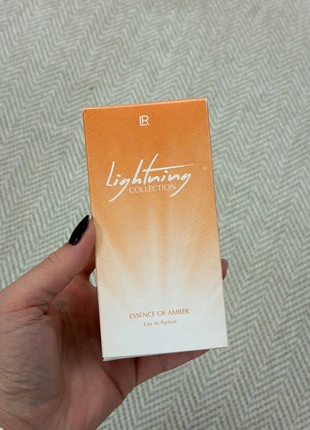 LR
Lightning
COLLECTION
ESSENCE OF AMBER
Eau de Parfum